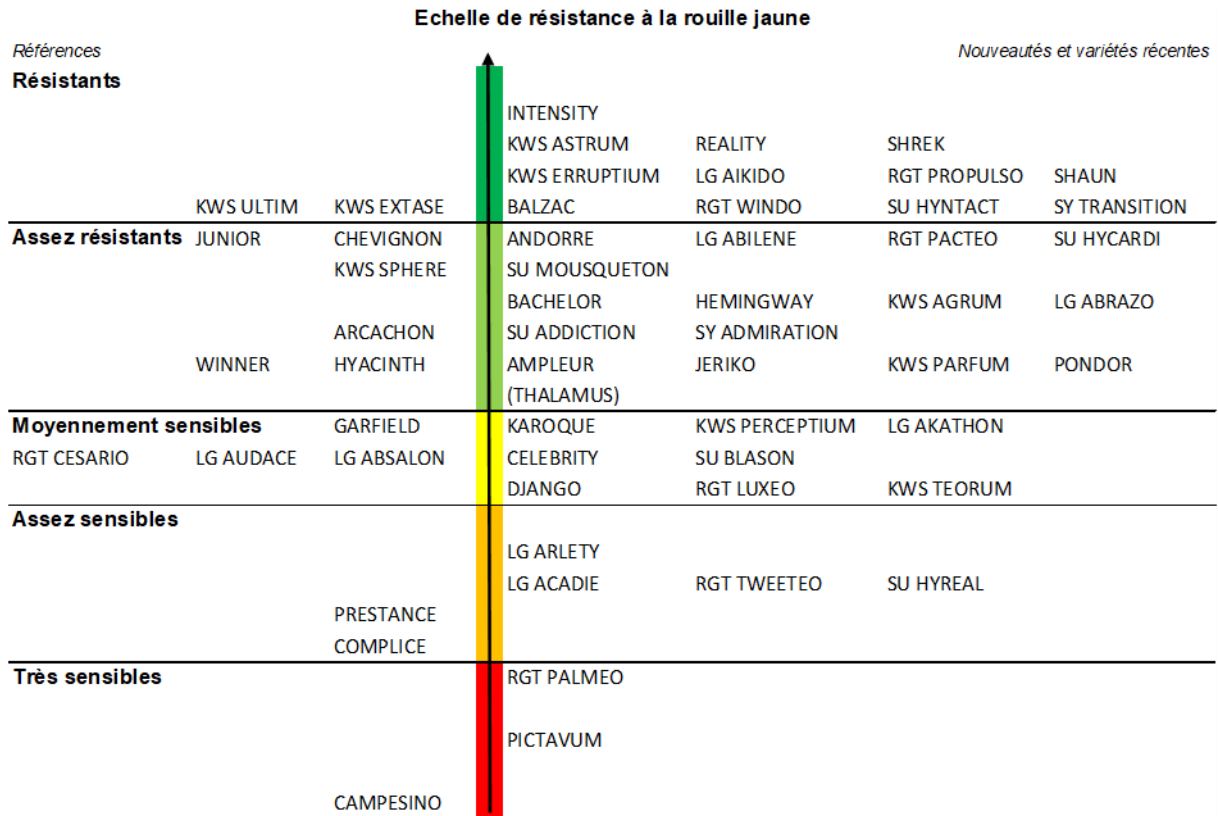 Echelle de résistance à la rouille jaune
Références Nouveautés et variétés récentes
Résistants
INTENSITY
KWS ASTRUM REALITY SHREK
KWS ERRUPTIUM LG AIKIDO RGT PROPULSO SHAUN
KWS ULTIM KWS EXTASE BALZAC RGT WINDO SU HYNTACT SY TRANSITION
Assez résistants JUNIOR CHEVIGNON ANDORRE LG ABILENE RGT PACTEO SU HYCARDI
KWS SPHERE SU MOUSQUETON
BACHELOR HEMINGWAY KWS AGRUM LG ABRAZO
ARCACHON SU ADDICTION SY ADMIRATION
WINNER HYACINTH AMPLEUR JERIKO KWS PARFUM PONDOR
(THALAMUS)
Moyennement sensibles GARFIELD KAROQUE KWS PERCEPTIUM LG AKATHON
RGT CESARIO LG AUDACE LG ABSALON CELEBRITY SU BLASON
DJANGO RGT LUXEO KWS TEORUM
Assez sensibles
LG ARLETY
LG ACADIE RGT TWEETEO SU HYREAL
PRESTANCE
COMPLICE
Très sensibles RGT PALMEO
PICTAVUM
CAMPESINO